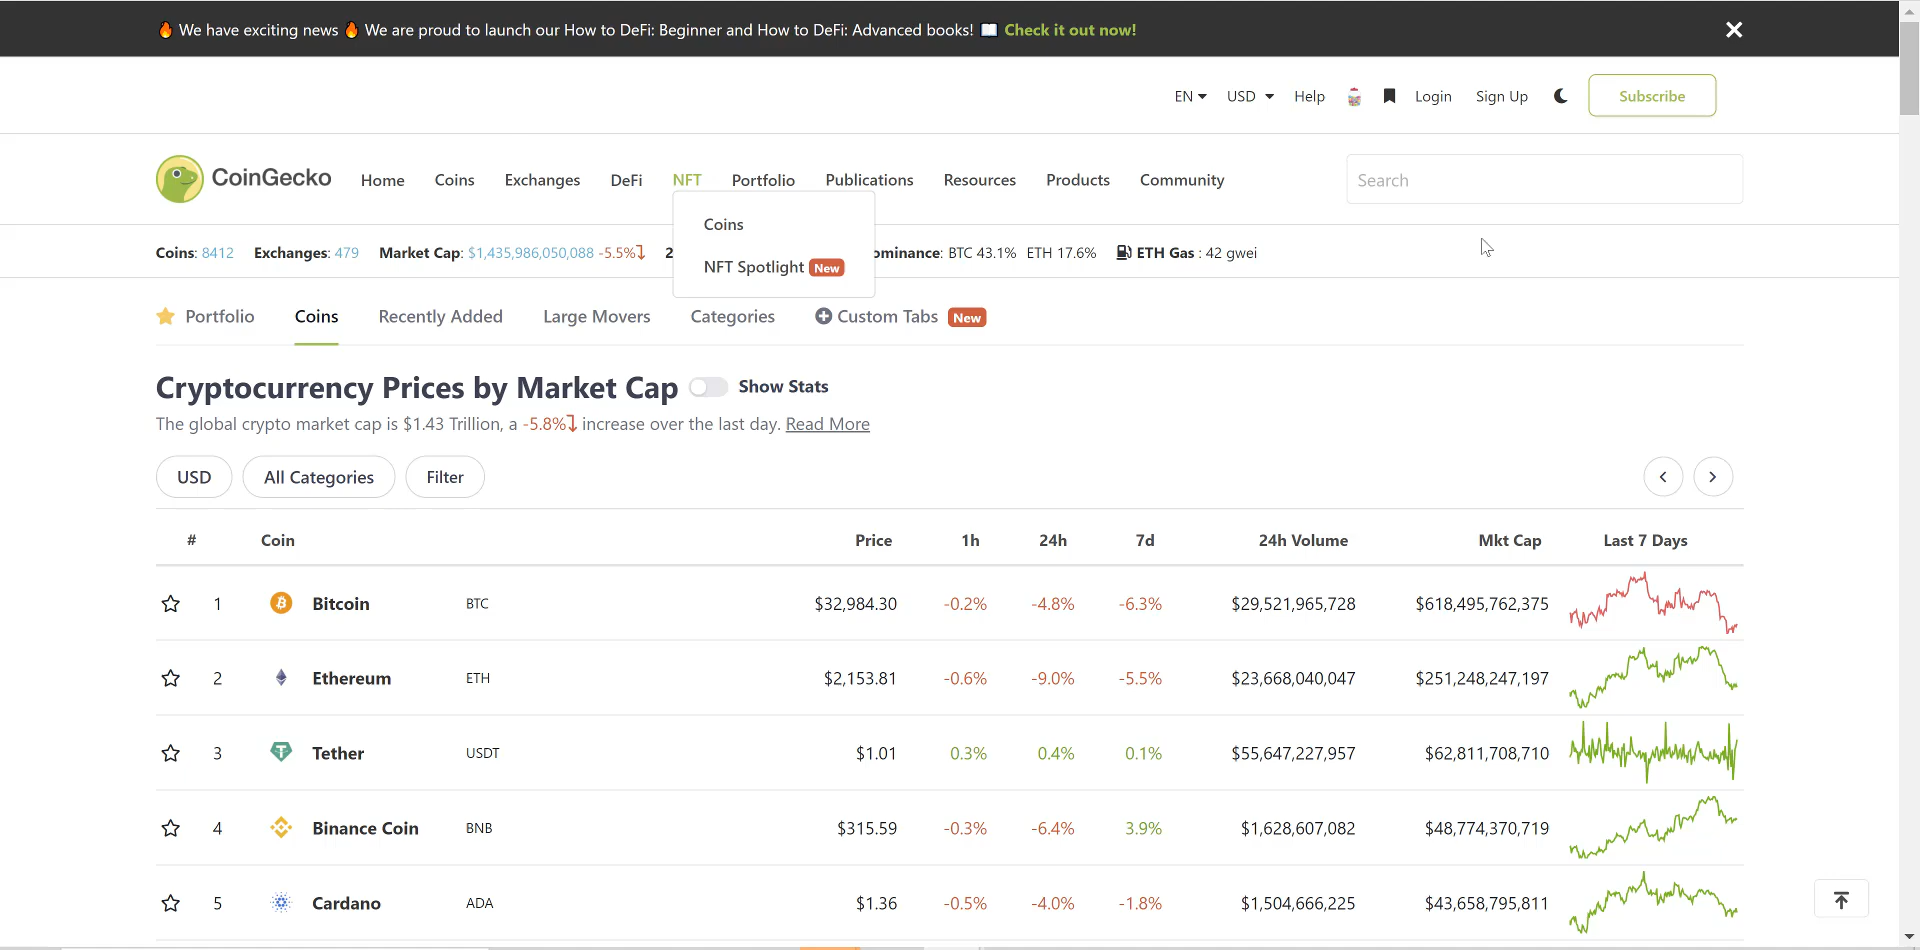 🔥 We have exciting news 🔥 We are proud to launch our How to DeFi: Beginner and How to DeFi: Advanced books! 📖 Check it out now!
EN USD Help Login Sign Up Subscribe
CoinGecko Home Coins Exchanges DeFi NFT Portfolio Publications Resources Products Community Search
Coins
NFT Spotlight New
Coins: 8412 Exchanges: 479 Market Cap: $1,435,986,050,088 -5.5% 2 ominance: BTC 43.1% ETH 17.6% ETH Gas : 42 gwei
Portfolio Coins Recently Added Large Movers Categories Custom Tabs New
Cryptocurrency Prices by Market Cap Show Stats
The global crypto market cap is $1.43 Trillion, a -5.8% increase over the last day. Read More
USD All Categories Filter
# Coin Price 1h 24h 7d 24h Volume Mkt Cap Last 7 Days
1 Bitcoin BTC $32,984.30 -0.2% -4.8% -6.3% $29,521,965,728 $618,495,762,375
2 Ethereum ETH $2,153.81 -0.6% -9.0% -5.5% $23,668,040,047 $251,248,247,197
3 Tether USDT $1.01 0.3% 0.4% 0.1% $55,647,227,957 $62,811,708,710
4 Binance Coin BNB $315.59 -0.3% -6.4% 3.9% $1,628,607,082 $48,774,370,719
5 Cardano ADA $1.36 -0.5% -4.0% -1.8% $1,504,666,225 $43,658,795,811